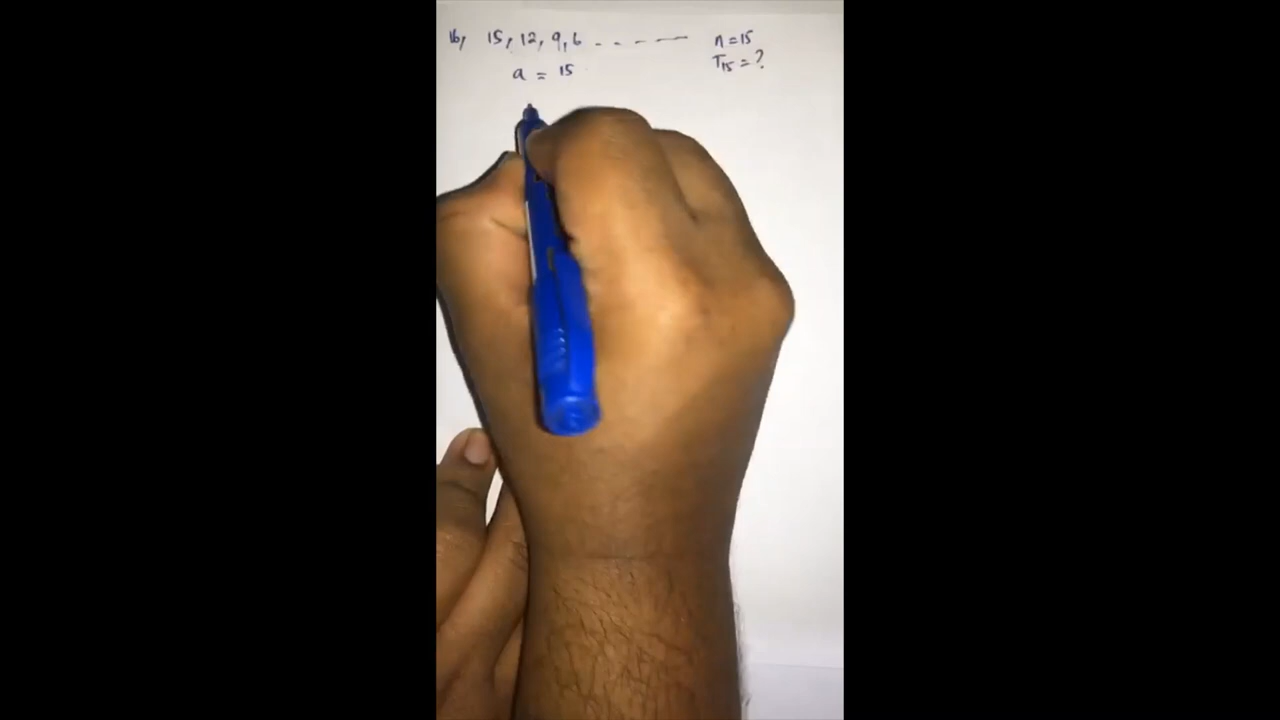 16, 15, 12, 9, 6 - - - - — n = 15
T15 = ?
a = 15